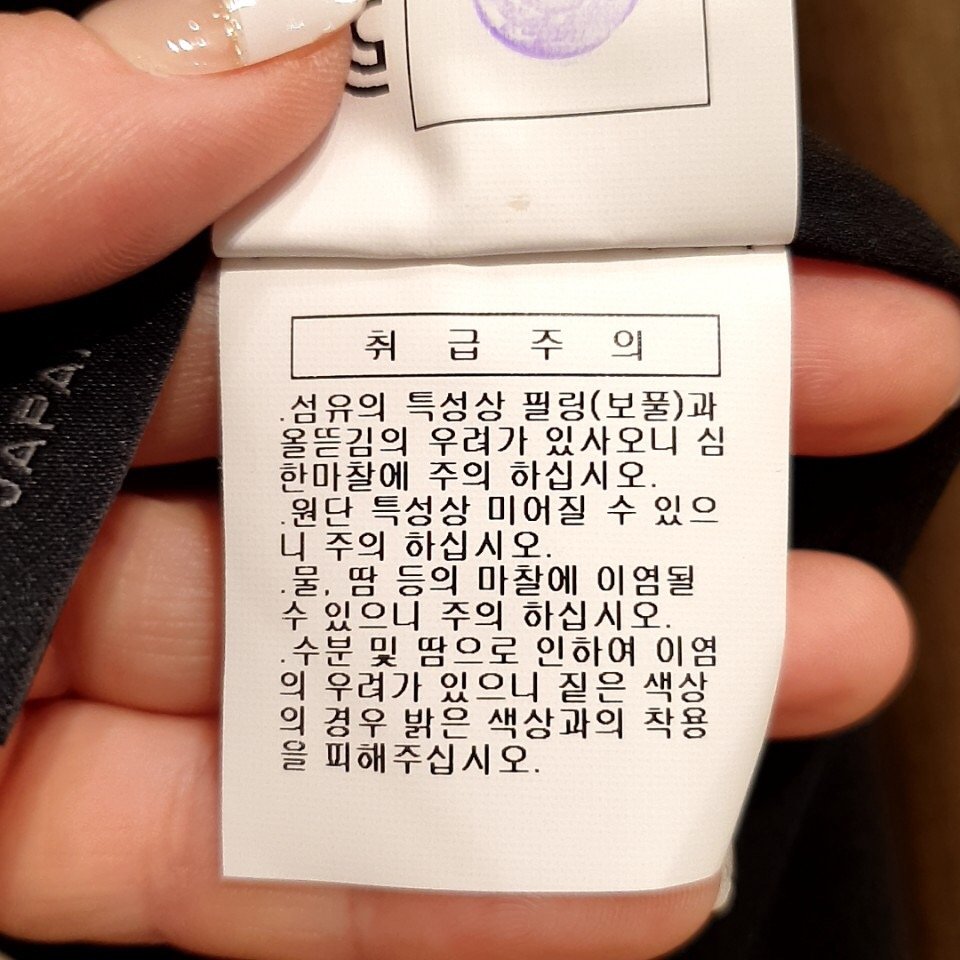 취 급 주 의
.섬유의 특성상 필링(보풀)과
올뜯김의 우려가 있사오니 심
한마찰에 주의 하십시오.
.원단 특성상 미어질 수 있으
니 주의 하십시오.
.물, 땀 등의 마찰에 이염될
수 있으니 주의 하십시오.
.수분 및 땀으로 인하여 이염
의 우려가 있으니 짙은 색상
의 경우 밝은 색상과의 착용
을 피해주십시오.